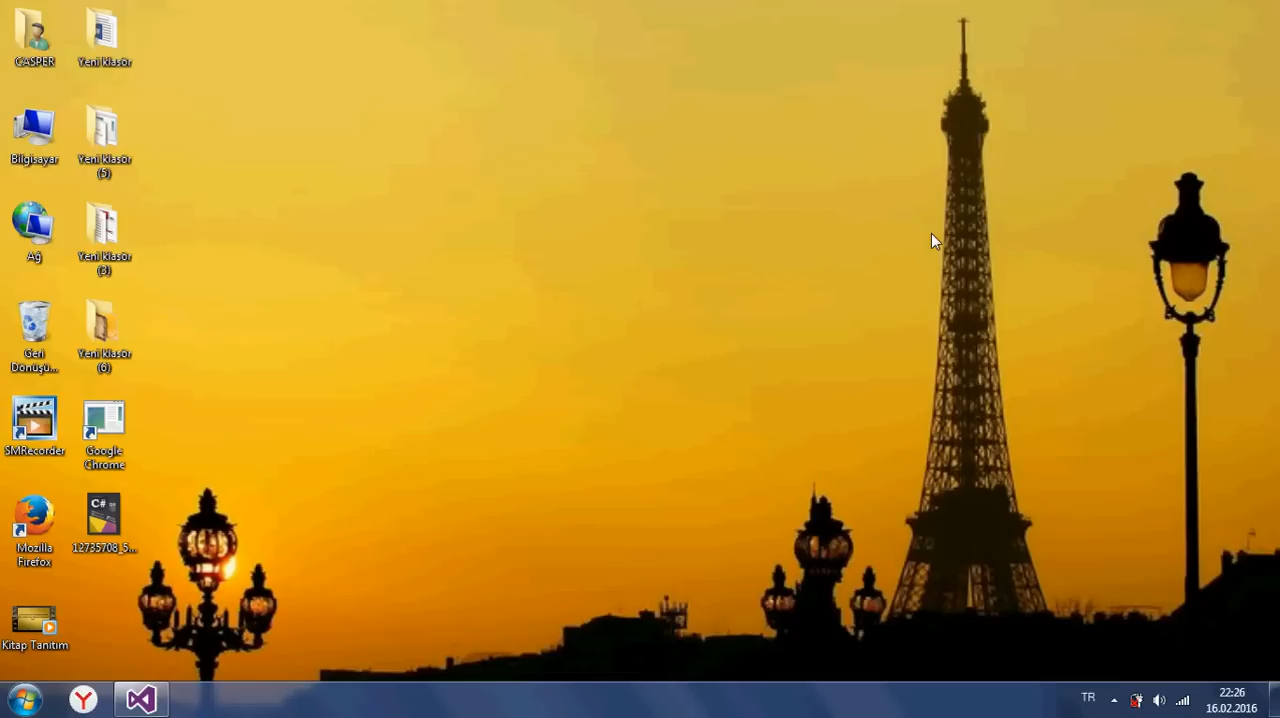 CASPER
Yeni klasör
Bilgisayar
Yeni klasör
(5)
Ağ
Yeni klasör
(3)
Geri
Dönüşü...
Yeni klasör
(6)
SMRecorder
Google
Chrome
C#
Mozilla
Firefox
12735708_5...
Kitap Tanıtım
TR
22:26
16.02.2016